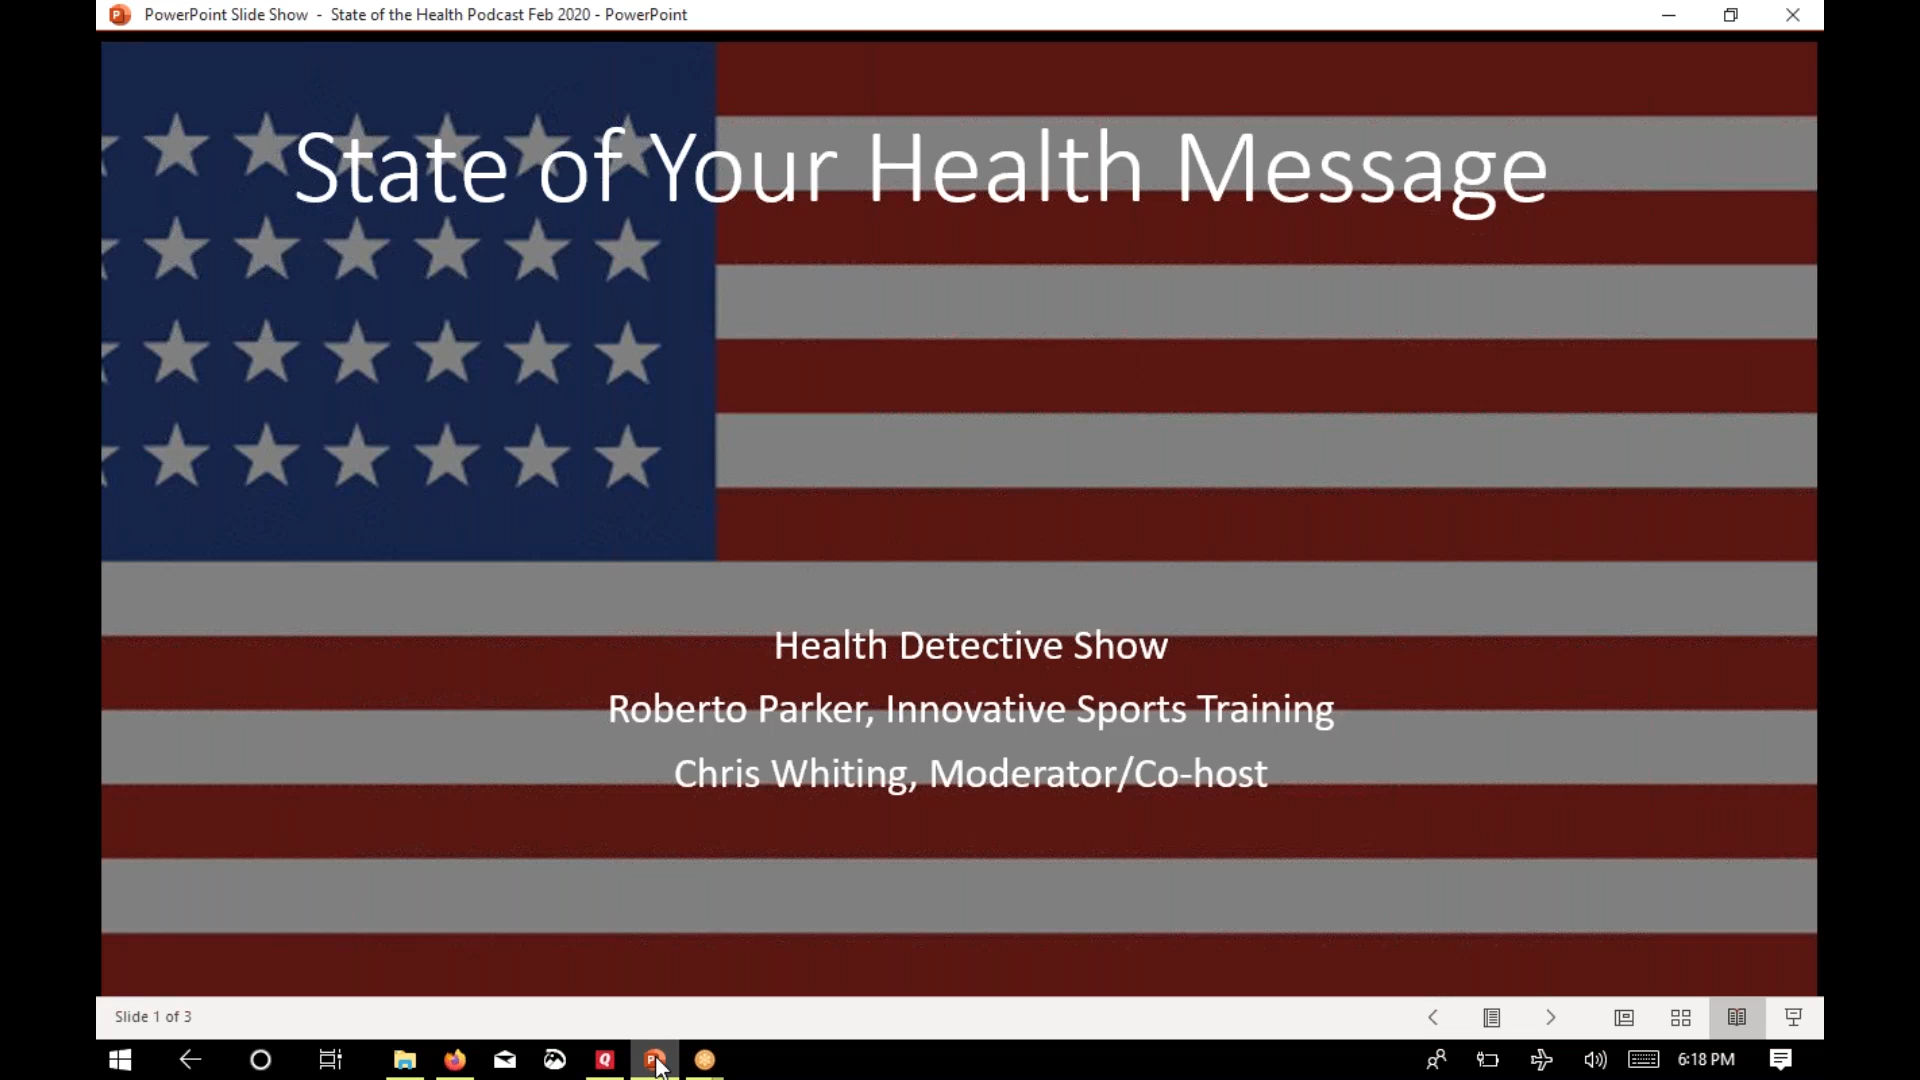 PowerPoint Slide Show - State of the Health Podcast Feb 2020 - PowerPoint
State of Your Health Message
Health Detective Show
Roberto Parker, Innovative Sports Training
Chris Whiting, Moderator/Co-host
Slide 1 of 3
6:18 PM